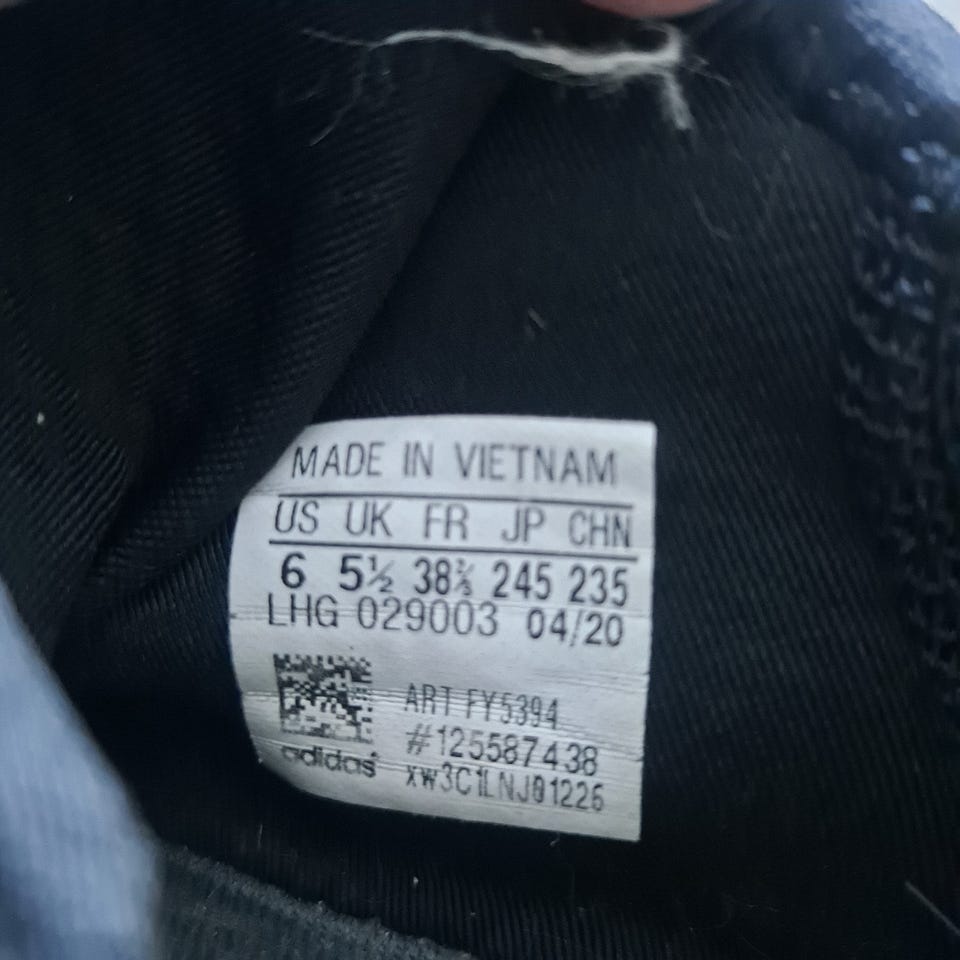 MADE IN VIETNAM
US UK FR JP CHN
6 5½ 38⅔ 245 235
LHG 029003 04/20
ART FY5394
#125587438
adidas
xw3C1LNJ01226